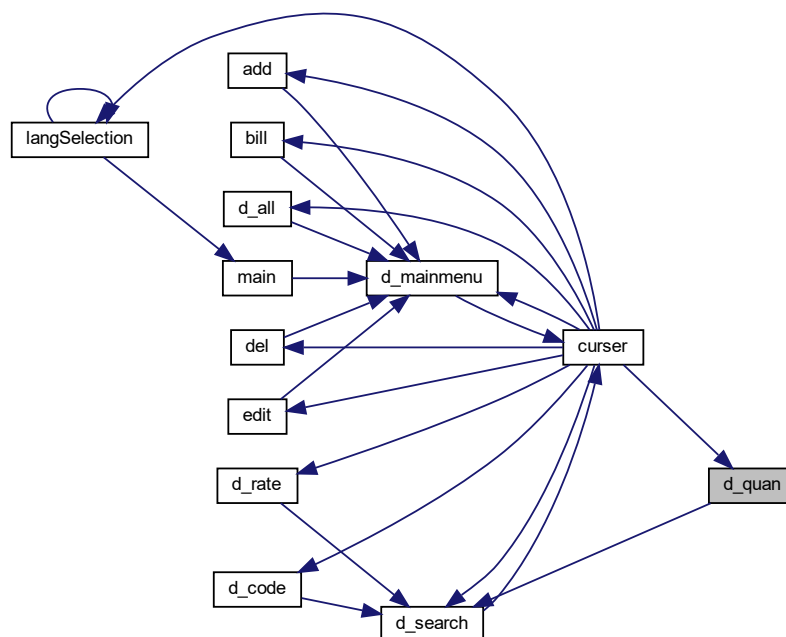 add
langSelection
bill
d_all
main
d_mainmenu
del
curser
edit
d_rate
d_quan
d_code
d_search